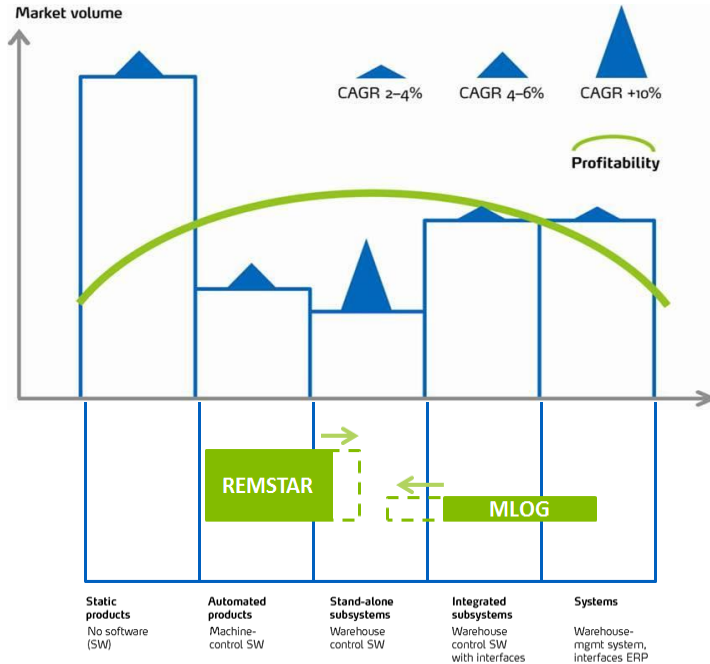 Market volume
CAGR 2–4%
CAGR 4–6%
CAGR +10%
Profitability
REMSTAR
MLOG
Static
products
No software
(SW)
Automated
products
Machine-
control SW
Stand-alone
subsystems
Warehouse
control SW
Integrated
subsystems
Warehouse
control SW
with interfaces
Systems
Warehouse-
mgmt system,
interfaces ERP